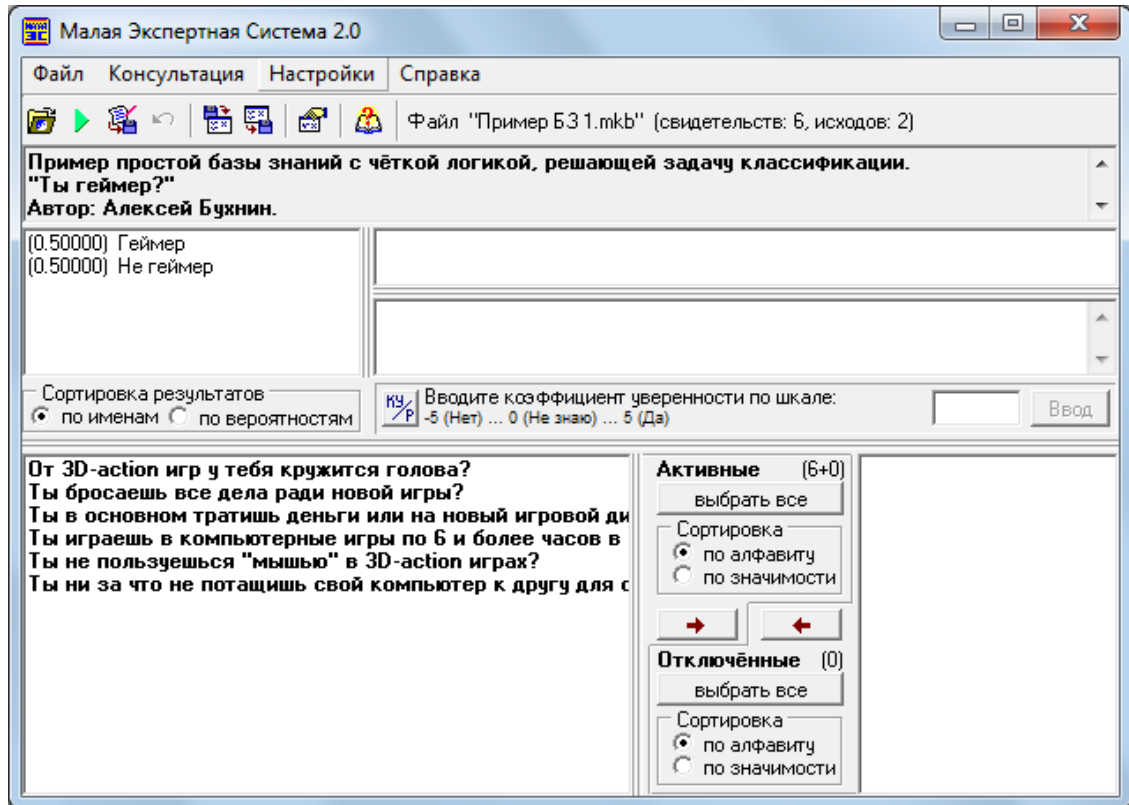 Малая Экспертная Система 2.0
Файл Консультация Настройки Справка
Файл "Пример БЗ 1.mkb" (свидетельств: 6, исходов: 2)
Пример простой базы знаний с чёткой логикой, решающей задачу классификации.
"Ты геймер?"
Автор: Алексей Бухнин.
(0.50000) Геймер
(0.50000) Не геймер
Сортировка результатов
по именам по вероятностям
КУ/Р
Вводите коэффициент уверенности по шкале:
-5 (Нет) ... 0 (Не знаю) ... 5 (Да)
Ввод
От 3D-action игр у тебя кружится голова?
Ты бросаешь все дела ради новой игры?
Ты в основном тратишь деньги или на новый игровой ди
Ты играешь в компьютерные игры по 6 и более часов в
Ты не пользуешься "мышью" в 3D-action играх?
Ты ни за что не потащишь свой компьютер к другу для с
Активные (6+0)
выбрать все
Сортировка
по алфавиту
по значимости
Отключённые (0)
выбрать все
Сортировка
по алфавиту
по значимости